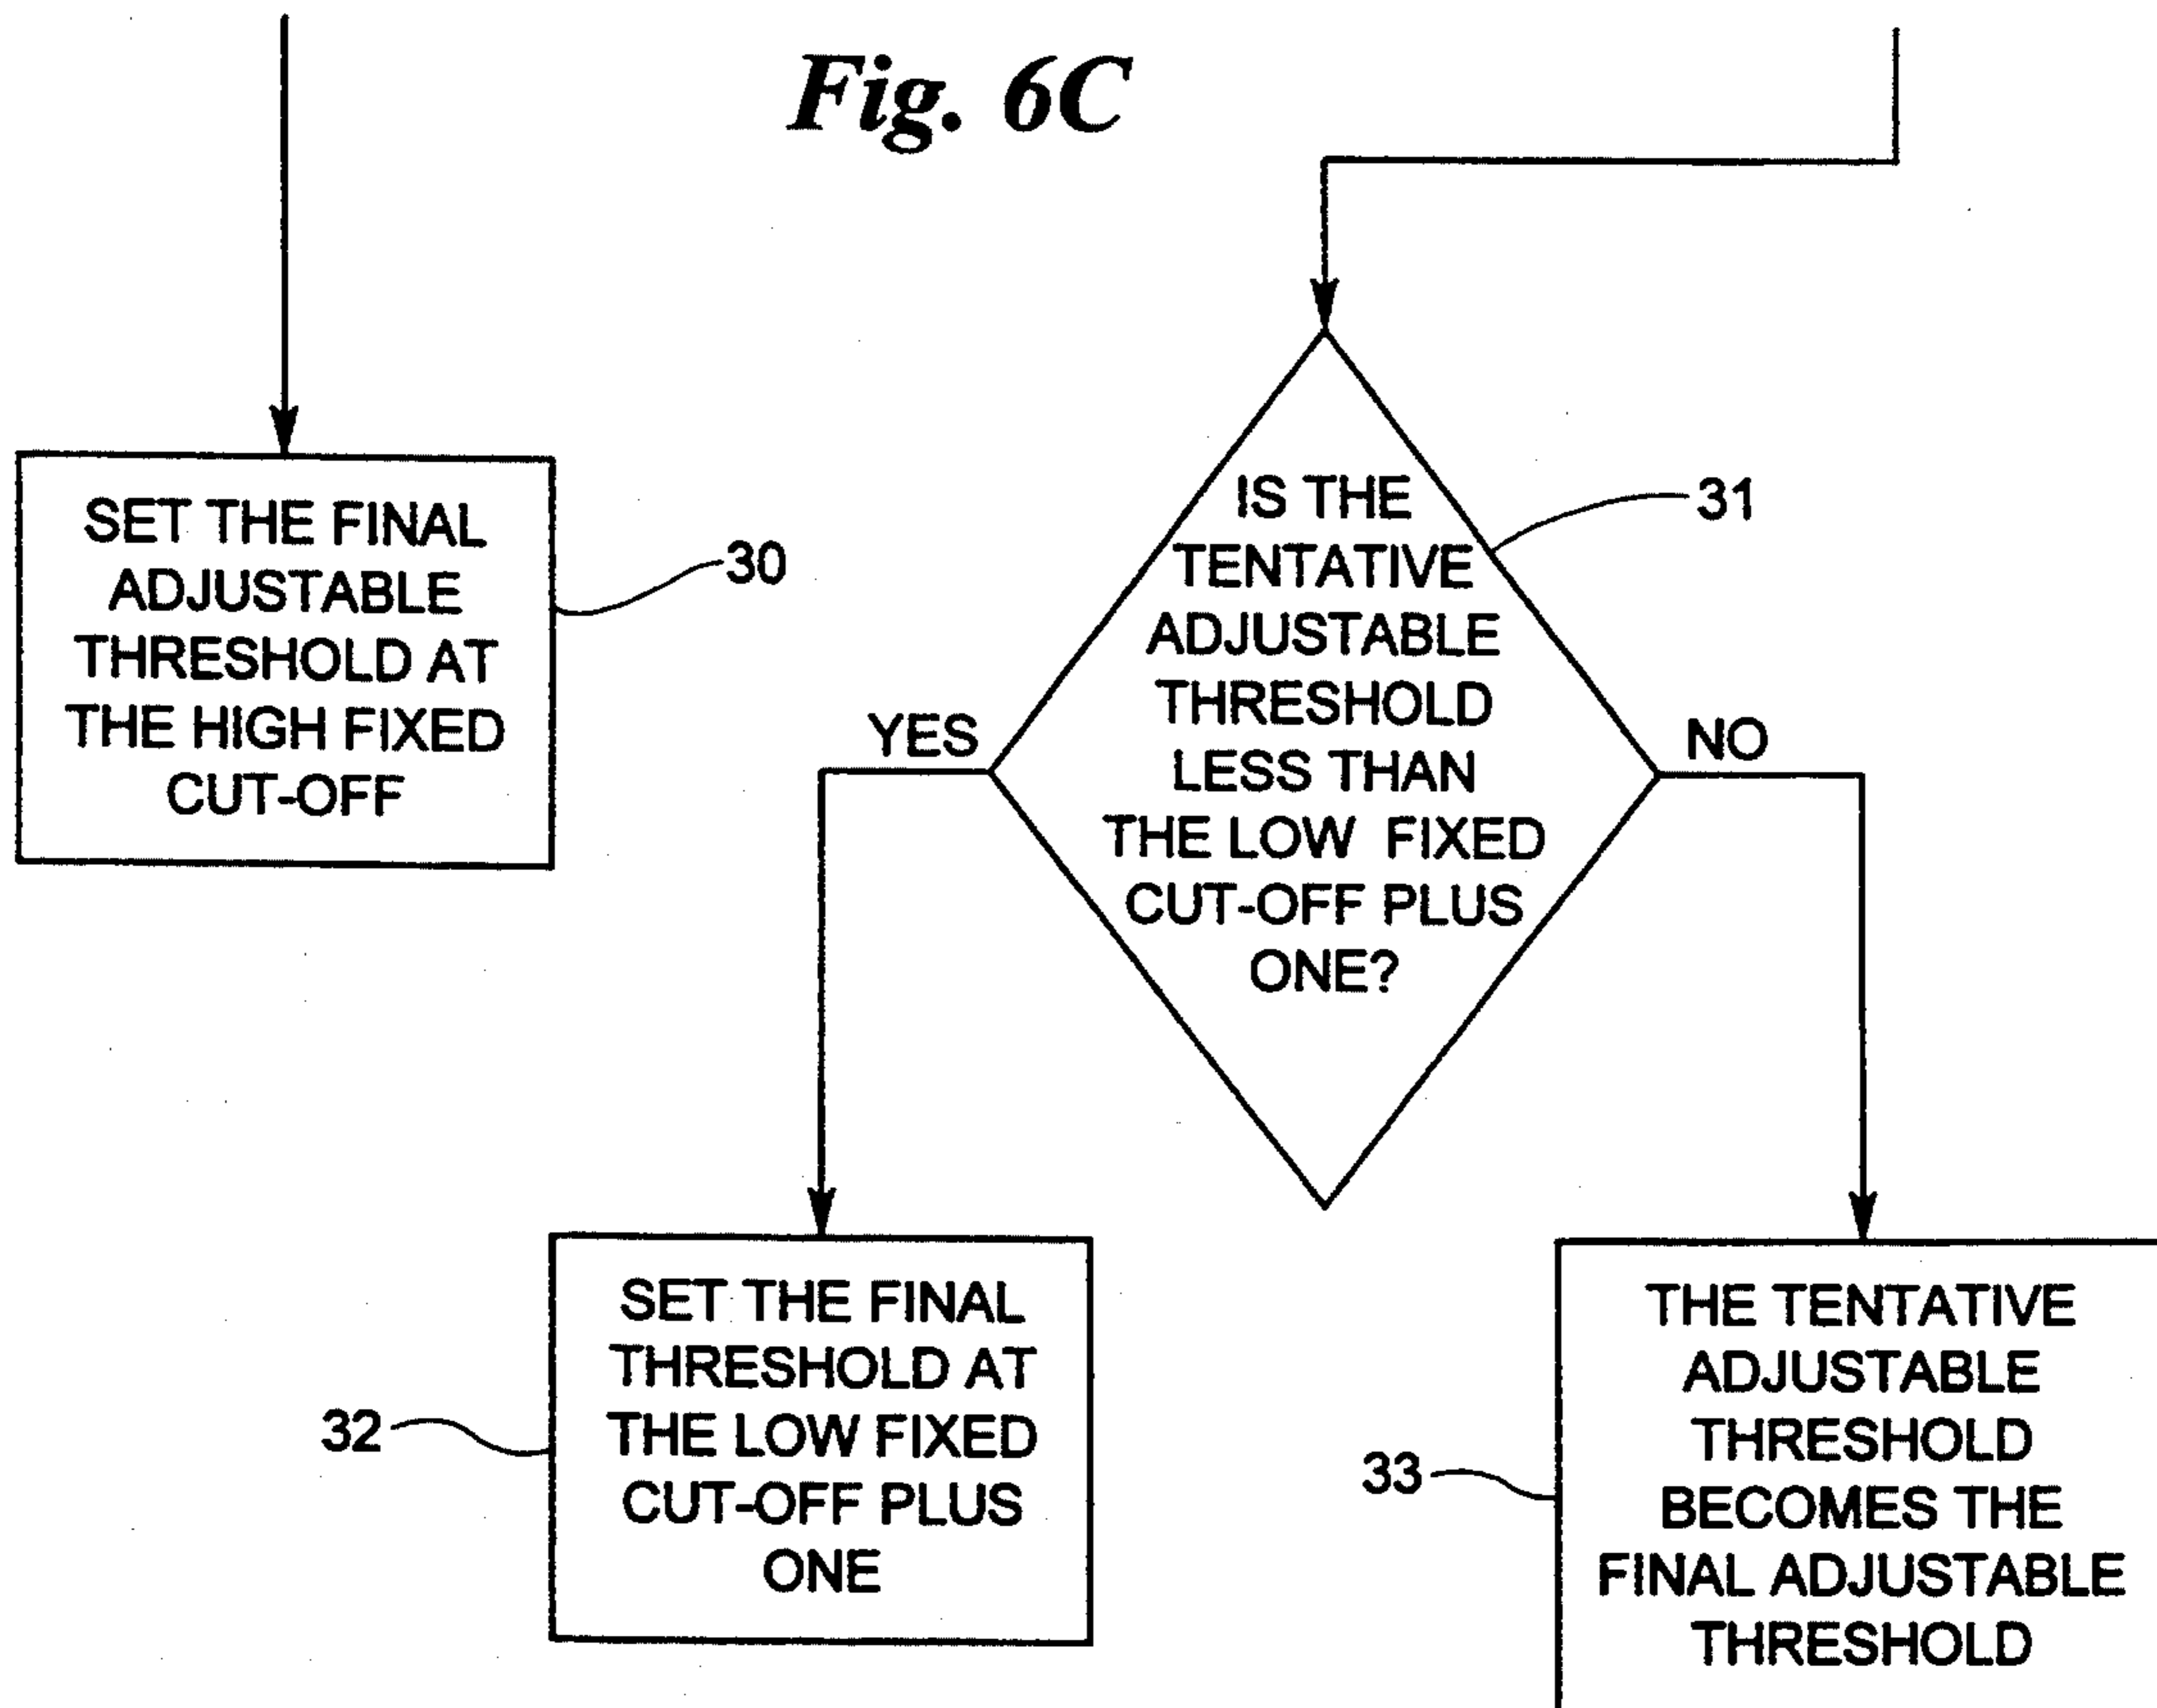 Fig. 6C
SET THE FINAL
ADJUSTABLE
THRESHOLD AT
THE HIGH FIXED
CUT-OFF
30
IS THE
TENTATIVE
ADJUSTABLE
THRESHOLD
LESS THAN
THE LOW FIXED
CUT-OFF PLUS
ONE?
31
YES
NO
SET THE FINAL
THRESHOLD AT
THE LOW FIXED
CUT-OFF PLUS
ONE
32
THE TENTATIVE
ADJUSTABLE
THRESHOLD
BECOMES THE
FINAL ADJUSTABLE
THRESHOLD
33